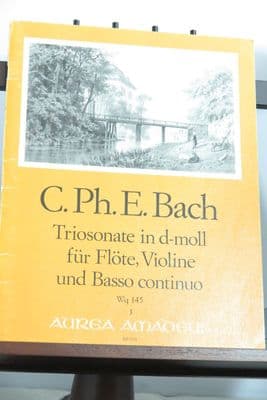 C. Ph. E. Bach
Triosonate in d-moll
für Flöte, Violine
und Basso continuo
Wq 145
AUREA AMADEUS